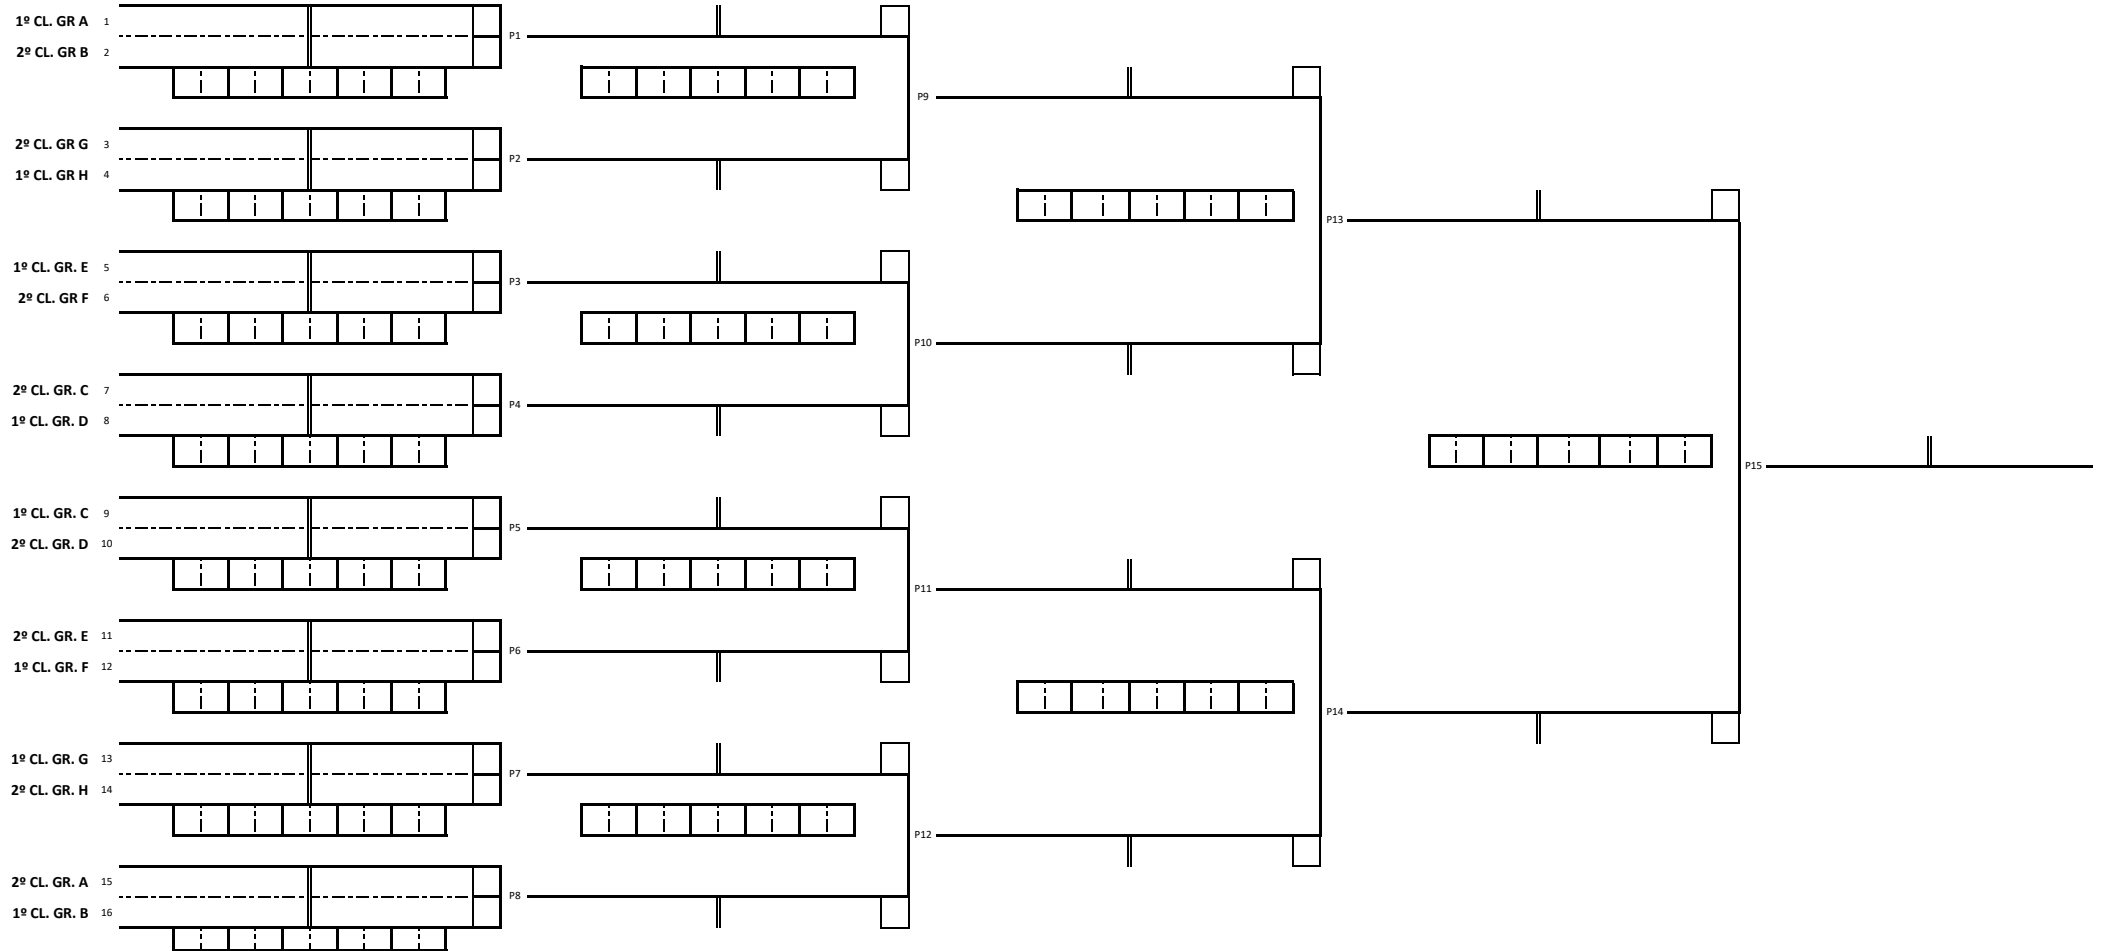 1º CL. GR A 1
P1
2º CL. GR B 2
P9
2º CL. GR G 3
P2
1º CL. GR H 4
P13
1º CL. GR. E 5
P3
2º CL. GR F 6
P10
2º CL. GR. C 7
P4
1º CL. GR. D 8
P15
1º CL. GR. C 9
P5
2º CL. GR. D 10
P11
2º CL. GR. E 11
P6
1º CL. GR. F 12
P14
1º CL. GR. G 13
P7
2º CL. GR. H 14
P12
2º CL. GR. A 15
P8
1º CL. GR. B 16